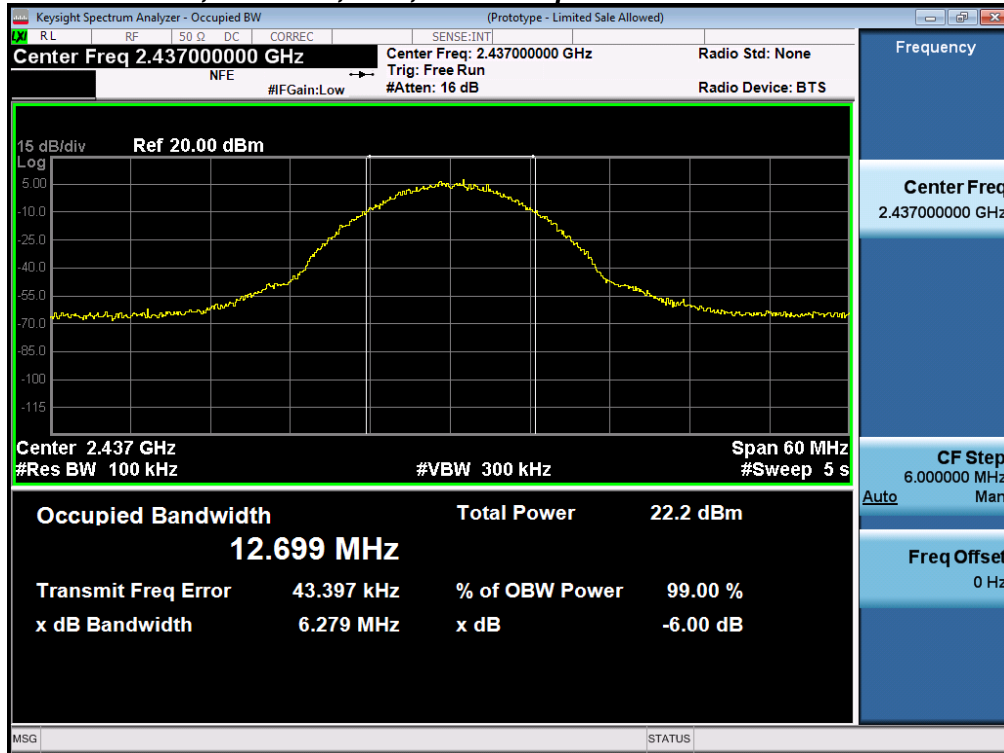 Keysight Spectrum Analyzer - Occupied BW
(Prototype - Limited Sale Allowed)
LXI RL RF 50 Ω DC CORREC SENSE:INT
Center Freq 2.437000000 GHz
NFE
#IFGain:Low
Center Freq: 2.437000000 GHz
Trig: Free Run
#Atten: 16 dB
Radio Std: None
Radio Device: BTS
15 dB/div Ref 20.00 dBm
Log
5.00
-10.0
-25.0
-40.0
-55.0
-70.0
-85.0
-100
-115
Center 2.437 GHz Span 60 MHz
#Res BW 100 kHz #VBW 300 kHz #Sweep 5 s
Occupied Bandwidth Total Power 22.2 dBm
12.699 MHz
Transmit Freq Error 43.397 kHz % of OBW Power 99.00 %
x dB Bandwidth 6.279 MHz x dB -6.00 dB
MSG STATUS
Frequency
Center Freq
2.437000000 GHz
CF Step
6.000000 MHz
Auto Man
Freq Offset
0 Hz